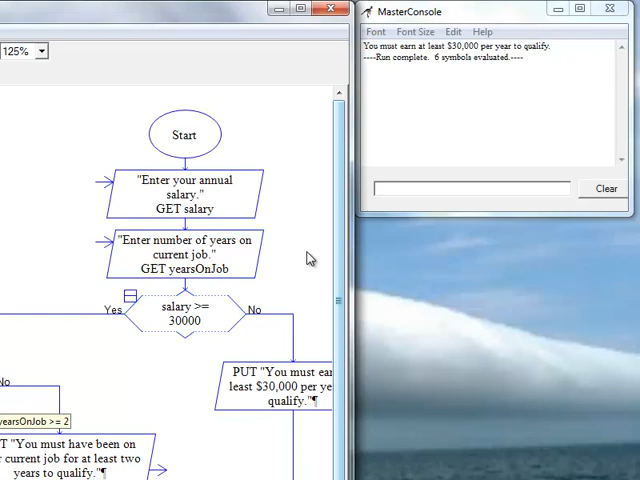 MasterConsole
Font Font Size Edit Help
You must earn at least $30,000 per year to qualify.
----Run complete. 6 symbols evaluated.----
Clear
125%
Start
"Enter your annual
salary."
GET salary
"Enter number of years on
current job."
GET yearsOnJob
salary >=
30000
Yes
No
PUT "You must ear
least $30,000 per ye
qualify."¶
No
yearsOnJob >= 2
T "You must have been on
r current job for at least two
years to qualify."¶